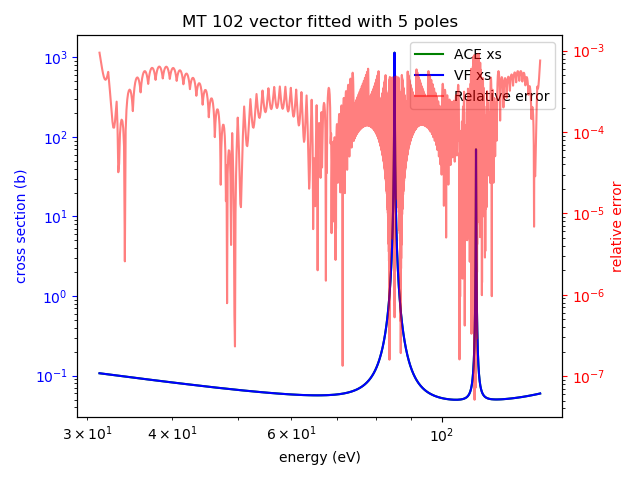 MT 102 vector fitted with 5 poles
ACE xs
VF xs
Relative error
cross section (b)
10³
10²
10¹
10⁰
10⁻¹
relative error
10⁻³
10⁻⁴
10⁻⁵
10⁻⁶
10⁻⁷
3 × 10¹
4 × 10¹
6 × 10¹
10²
energy (eV)